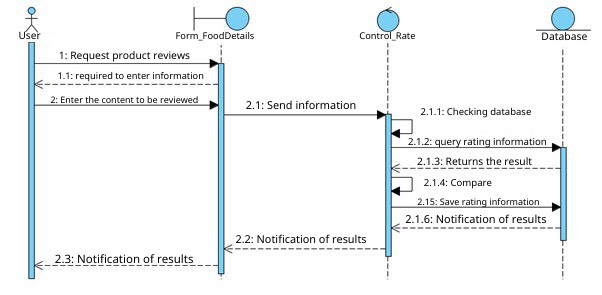 User
Form_FoodDetails
Control_Rate
Database
1: Request product reviews
1.1: required to enter information
2: Enter the content to be reviewed
2.1: Send information
2.1.1: Checking database
2.1.2: query rating information
2.1.3: Returns the result
2.1.4: Compare
2.15: Save rating information
2.1.6: Notification of results
2.2: Notification of results
2.3: Notification of results